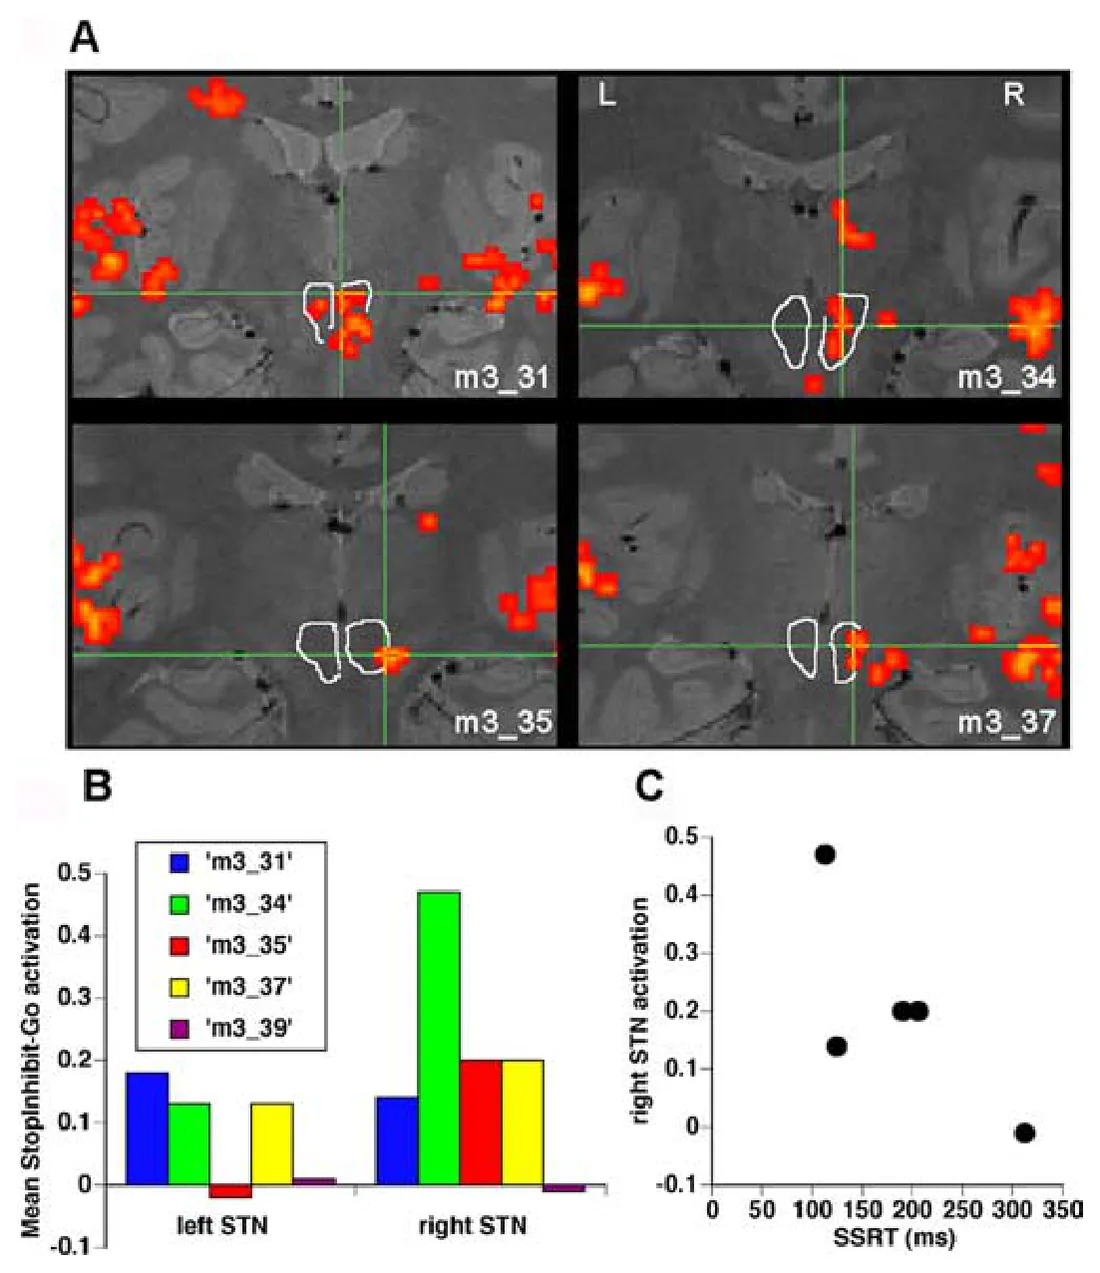 A
L R
m3_31
m3_34
m3_35
m3_37
B
Mean StopInhibit-Go activation
0.5
0.4
0.3
0.2
0.1
0
-0.1
'm3_31'
'm3_34'
'm3_35'
'm3_37'
'm3_39'
left STN
right STN
C
right STN activation
0.5
0.4
0.3
0.2
0.1
0
-0.1
0 50 100 150 200 250 300 350
SSRT (ms)